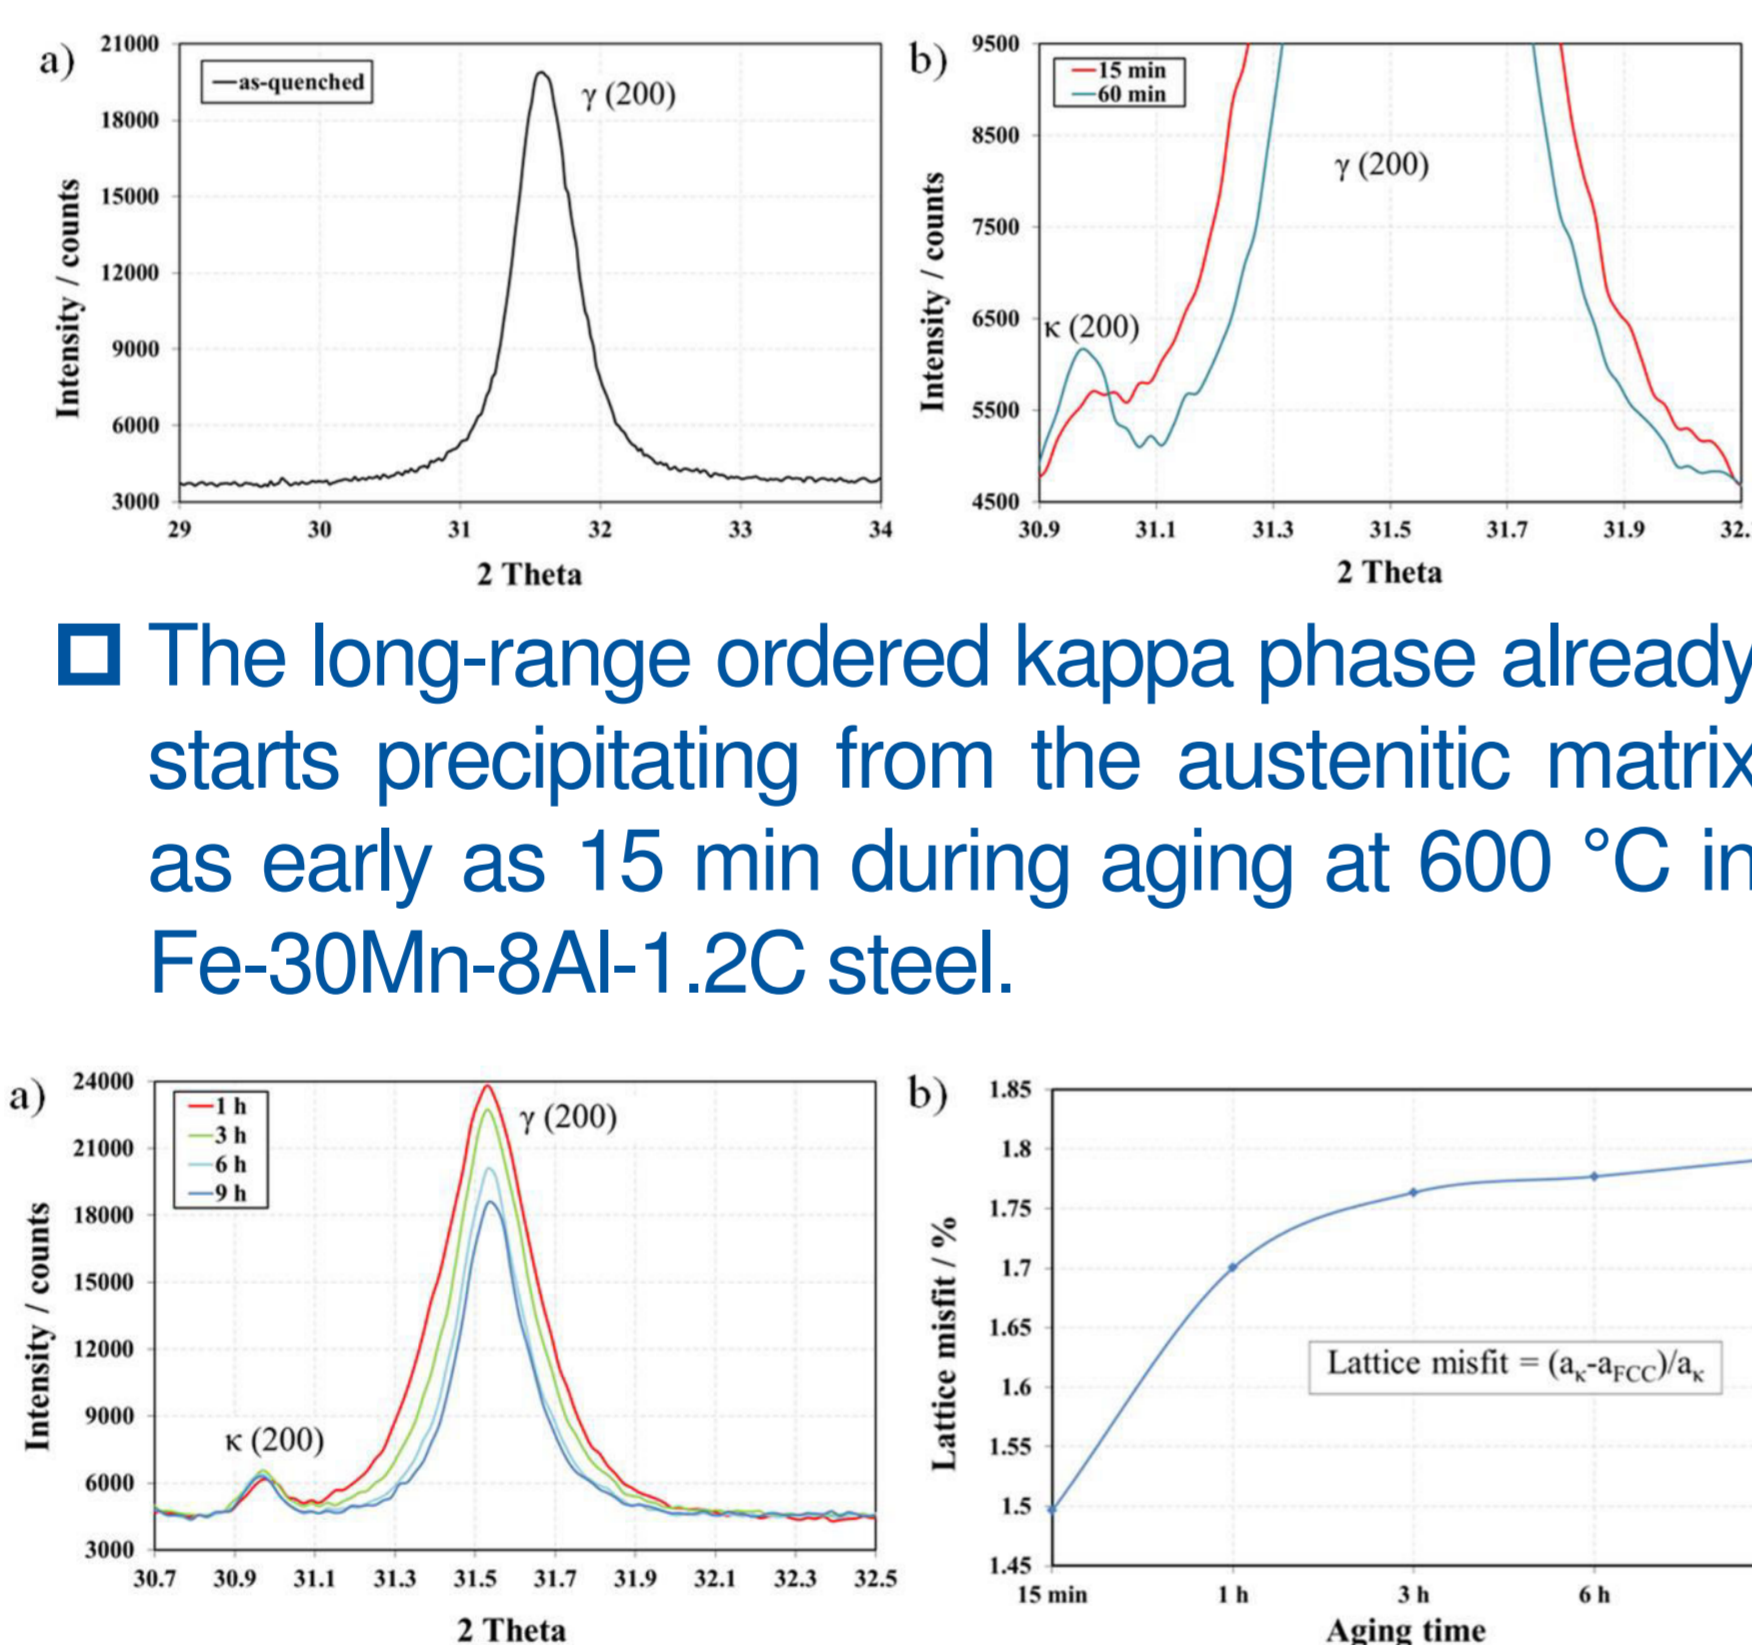 a)
21000
18000
15000
12000
9000
6000
3000
Intensity / counts
as-quenched
γ (200)
29 30 31 32 33 34
2 Theta
b)
9500
8500
7500
6500
5500
4500
Intensity / counts
15 min
60 min
γ (200)
κ (200)
30.9 31.1 31.3 31.5 31.7 31.9 32.
2 Theta
The long-range ordered kappa phase already
starts precipitating from the austenitic matrix
as early as 15 min during aging at 600 °C in
Fe-30Mn-8Al-1.2C steel.
a)
24000
21000
18000
15000
12000
9000
6000
3000
Intensity / counts
1 h
3 h
6 h
9 h
γ (200)
κ (200)
30.7 30.9 31.1 31.3 31.5 31.7 31.9 32.1 32.3 32.5
2 Theta
b)
1.85
1.8
1.75
1.7
1.65
1.6
1.55
1.5
1.45
Lattice misfit / %
Lattice misfit = (aκ-aFCC)/aκ
15 min 1 h 3 h 6 h
Aging time